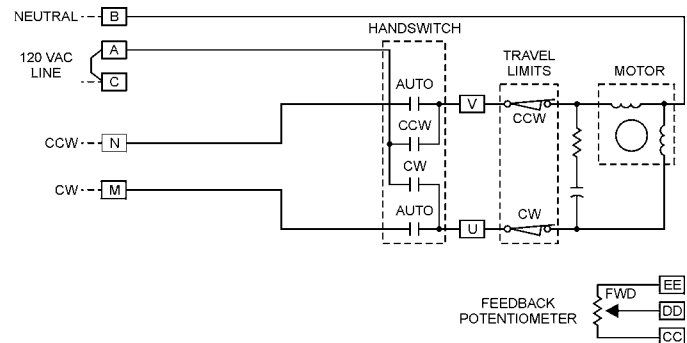 NEUTRAL
B
HANDSWITCH
120 VAC
LINE
A
C
TRAVEL
LIMITS
MOTOR
AUTO
V
CCW
CCW
CCW
N
CW
CW
M
AUTO
CW
U
FEEDBACK
POTENTIOMETER
FWD
EE
DD
CC